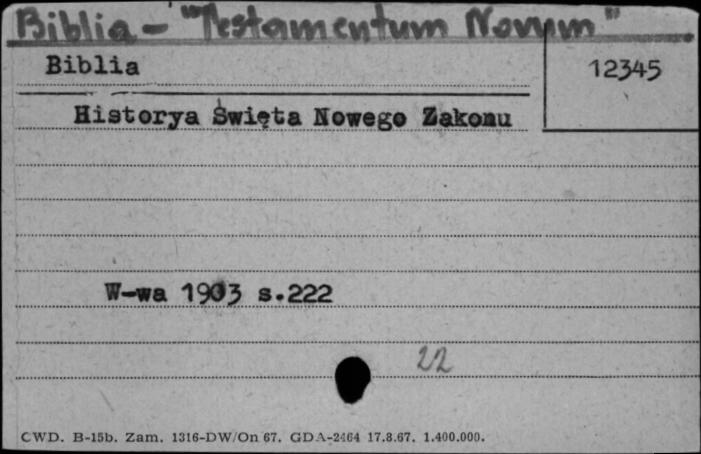 Biblia - "Testamentum Novum"
Biblia
12345
Historya Święta Nowego Zakonu
W-wa 1903 s.222
22
CWD. B-15b. Zam. 1316-DW/On 67. GDA-2464 17.8.67. 1.400.000.